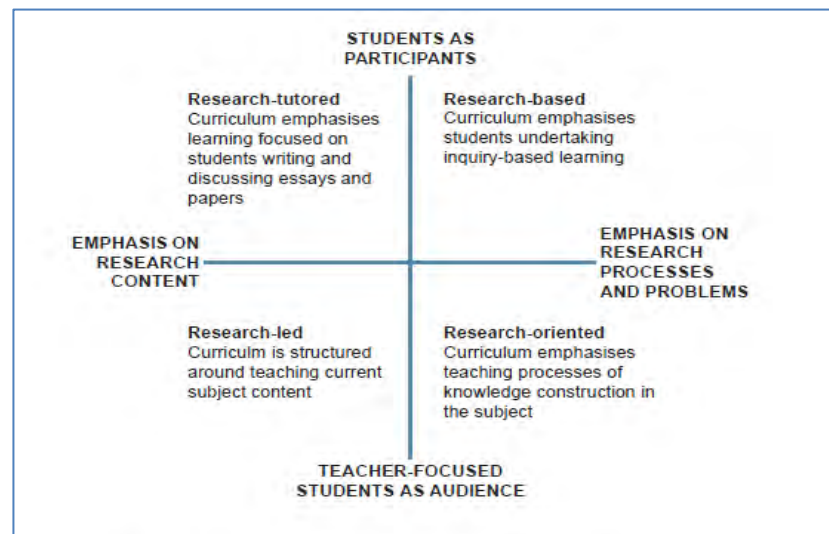 STUDENTS AS
PARTICIPANTS
Research-tutored
Curriculum emphasises
learning focused on
students writing and
discussing essays and
papers
Research-based
Curriculum emphasises
students undertaking
inquiry-based learning
EMPHASIS ON
RESEARCH
CONTENT
EMPHASIS ON
RESEARCH
PROCESSES
AND PROBLEMS
Research-led
Curriculm is structured
around teaching current
subject content
Research-oriented
Curriculum emphasises
teaching processes of
knowledge construction in
the subject
TEACHER-FOCUSED
STUDENTS AS AUDIENCE